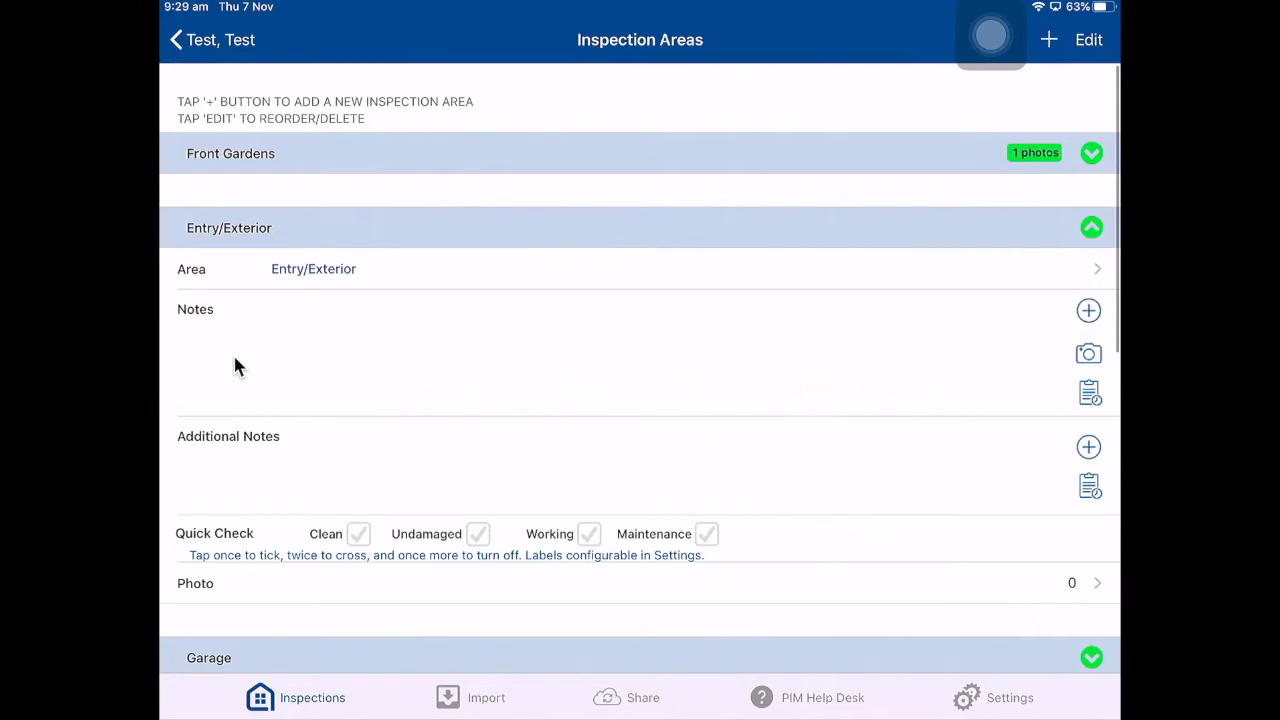 9:29 am Thu 7 Nov 63%
Test, Test Inspection Areas + Edit
TAP '+' BUTTON TO ADD A NEW INSPECTION AREA
TAP 'EDIT' TO REORDER/DELETE
Front Gardens 1 photos
Entry/Exterior
Area Entry/Exterior
Notes
Additional Notes
Quick Check Clean Undamaged Working Maintenance
Tap once to tick, twice to cross, and once more to turn off. Labels configurable in Settings.
Photo 0
Garage
Inspections Import Share ? PIM Help Desk Settings